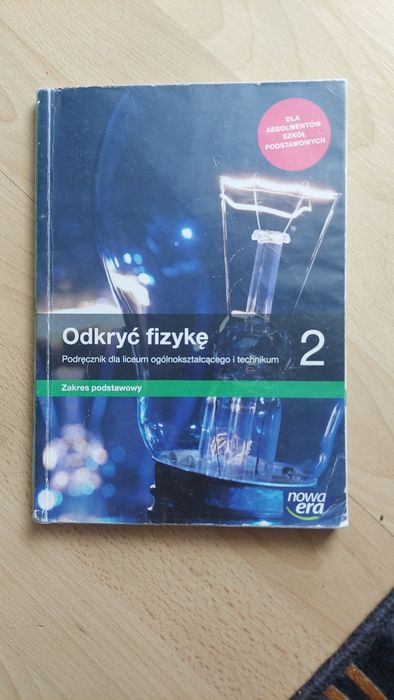 DLA
ABSOLWENTÓW
SZKÓŁ
PODSTAWOWYCH
Odkryć fizykę 2
Podręcznik dla liceum ogólnokształcącego i technikum
Zakres podstawowy
nowa
era